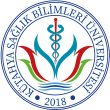 KÜTAHYA SAĞLIK BİLİMLERİ ÜNİVERSİTESİ
2018